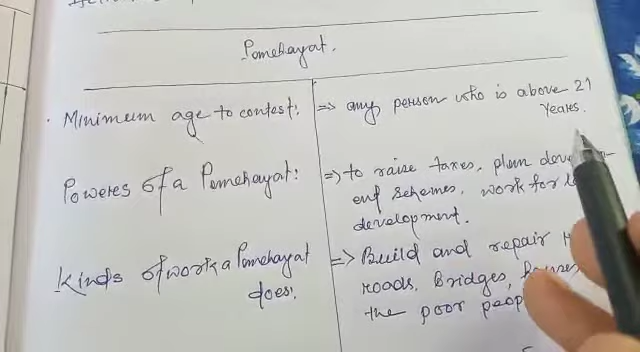 Panchayat.
• Minimum age to contest: ⇒ any person who is above 21
Years.
Powers of a Panchayat: ⇒ to raise taxes, plan
ent schemes, work for
development.
Kinds of work a Panchayat
does: ⇒ Build and repair
roads, Bridges,
the poor